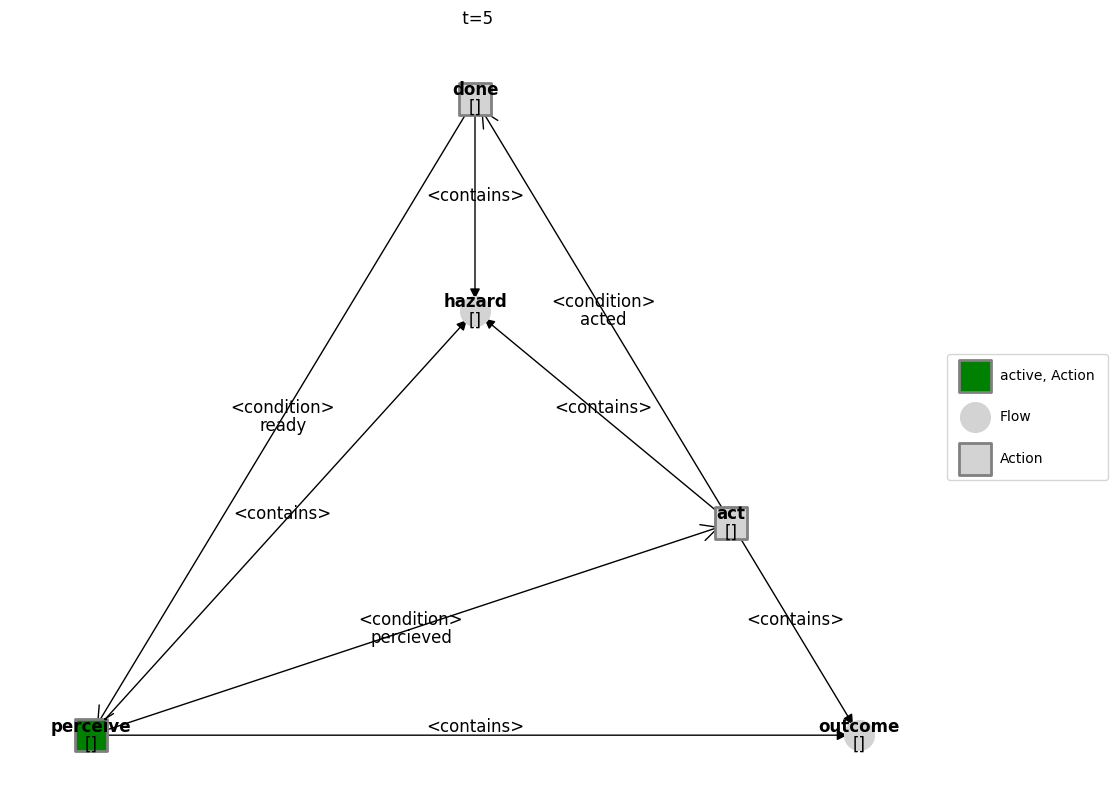 t=5
done
[]
<contains>
hazard
[]
<condition>
acted
<condition>
ready
<contains>
<contains>
act
[]
<condition>
percieved
<contains>
perceive
[]
<contains>
outcome
[]
active, Action
Flow
Action